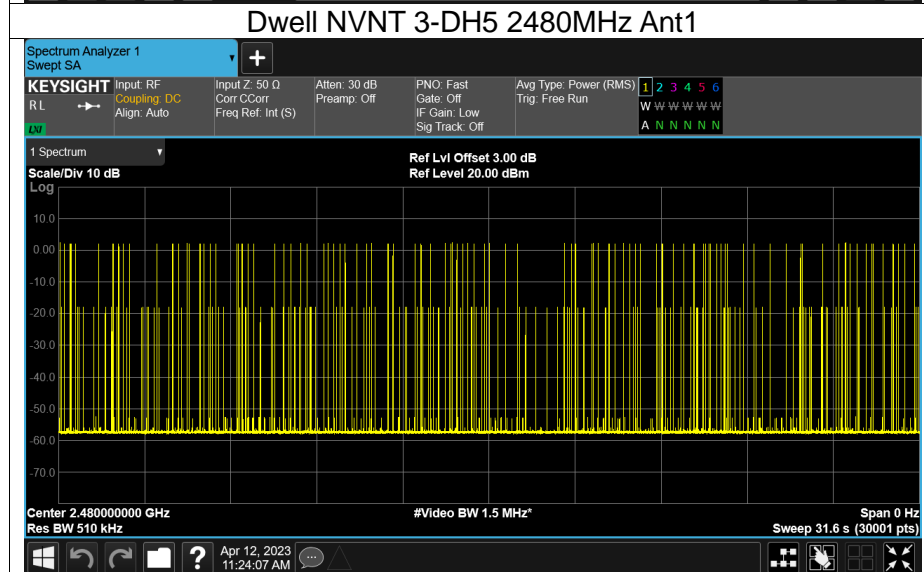 Dwell NVNT 3-DH5 2480MHz Ant1
Spectrum Analyzer 1
Swept SA
+
KEYSIGHT
R L
LXI
Input: RF
Coupling: DC
Align: Auto
Input Z: 50 Ω
Corr CCorr
Freq Ref: Int (S)
Atten: 30 dB
Preamp: Off
PNO: Fast
Gate: Off
IF Gain: Low
Sig Track: Off
Avg Type: Power (RMS)
Trig: Free Run
1 2 3 4 5 6
W W W W W W
A N N N N N
1 Spectrum
Scale/Div 10 dB
Ref Lvl Offset 3.00 dB
Ref Level 20.00 dBm
Log
10.0
0.00
-10.0
-20.0
-30.0
-40.0
-50.0
-60.0
-70.0
Center 2.480000000 GHz
#Video BW 1.5 MHz*
Span 0 Hz
Res BW 510 kHz
Sweep 31.6 s (30001 pts)
?
Apr 12, 2023
11:24:07 AM